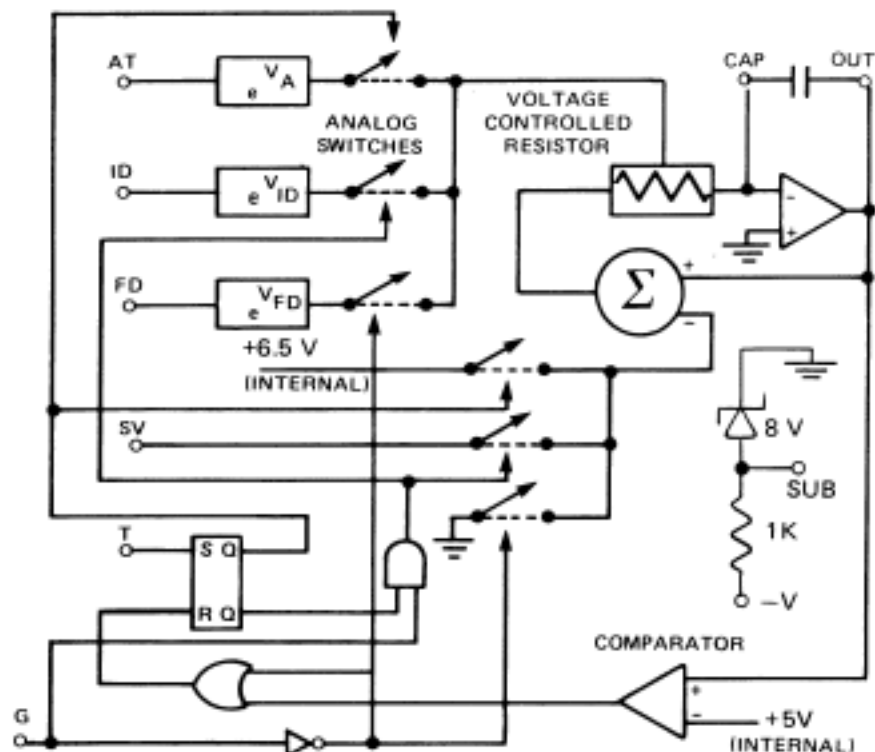 AT
e VA
CAP
OUT
ANALOG
SWITCHES
VOLTAGE
CONTROLLED
RESISTOR
ID
e VID
-
+
FD
e VFD
Σ
+
-
+6.5 V
(INTERNAL)
SV
8 V
SUB
1K
-V
T
S Q
R Q
COMPARATOR
+
-
+5V
(INTERNAL)
G